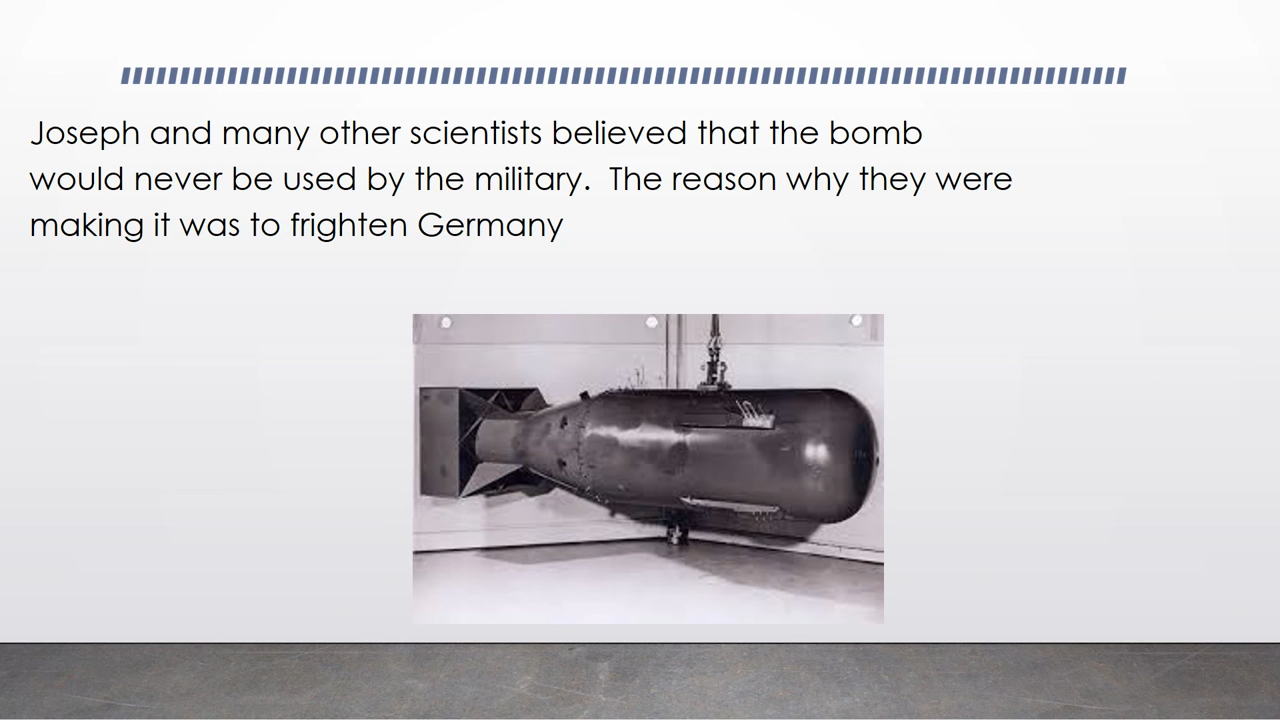 Joseph and many other scientists believed that the bomb
would never be used by the military.  The reason why they were
making it was to frighten Germany